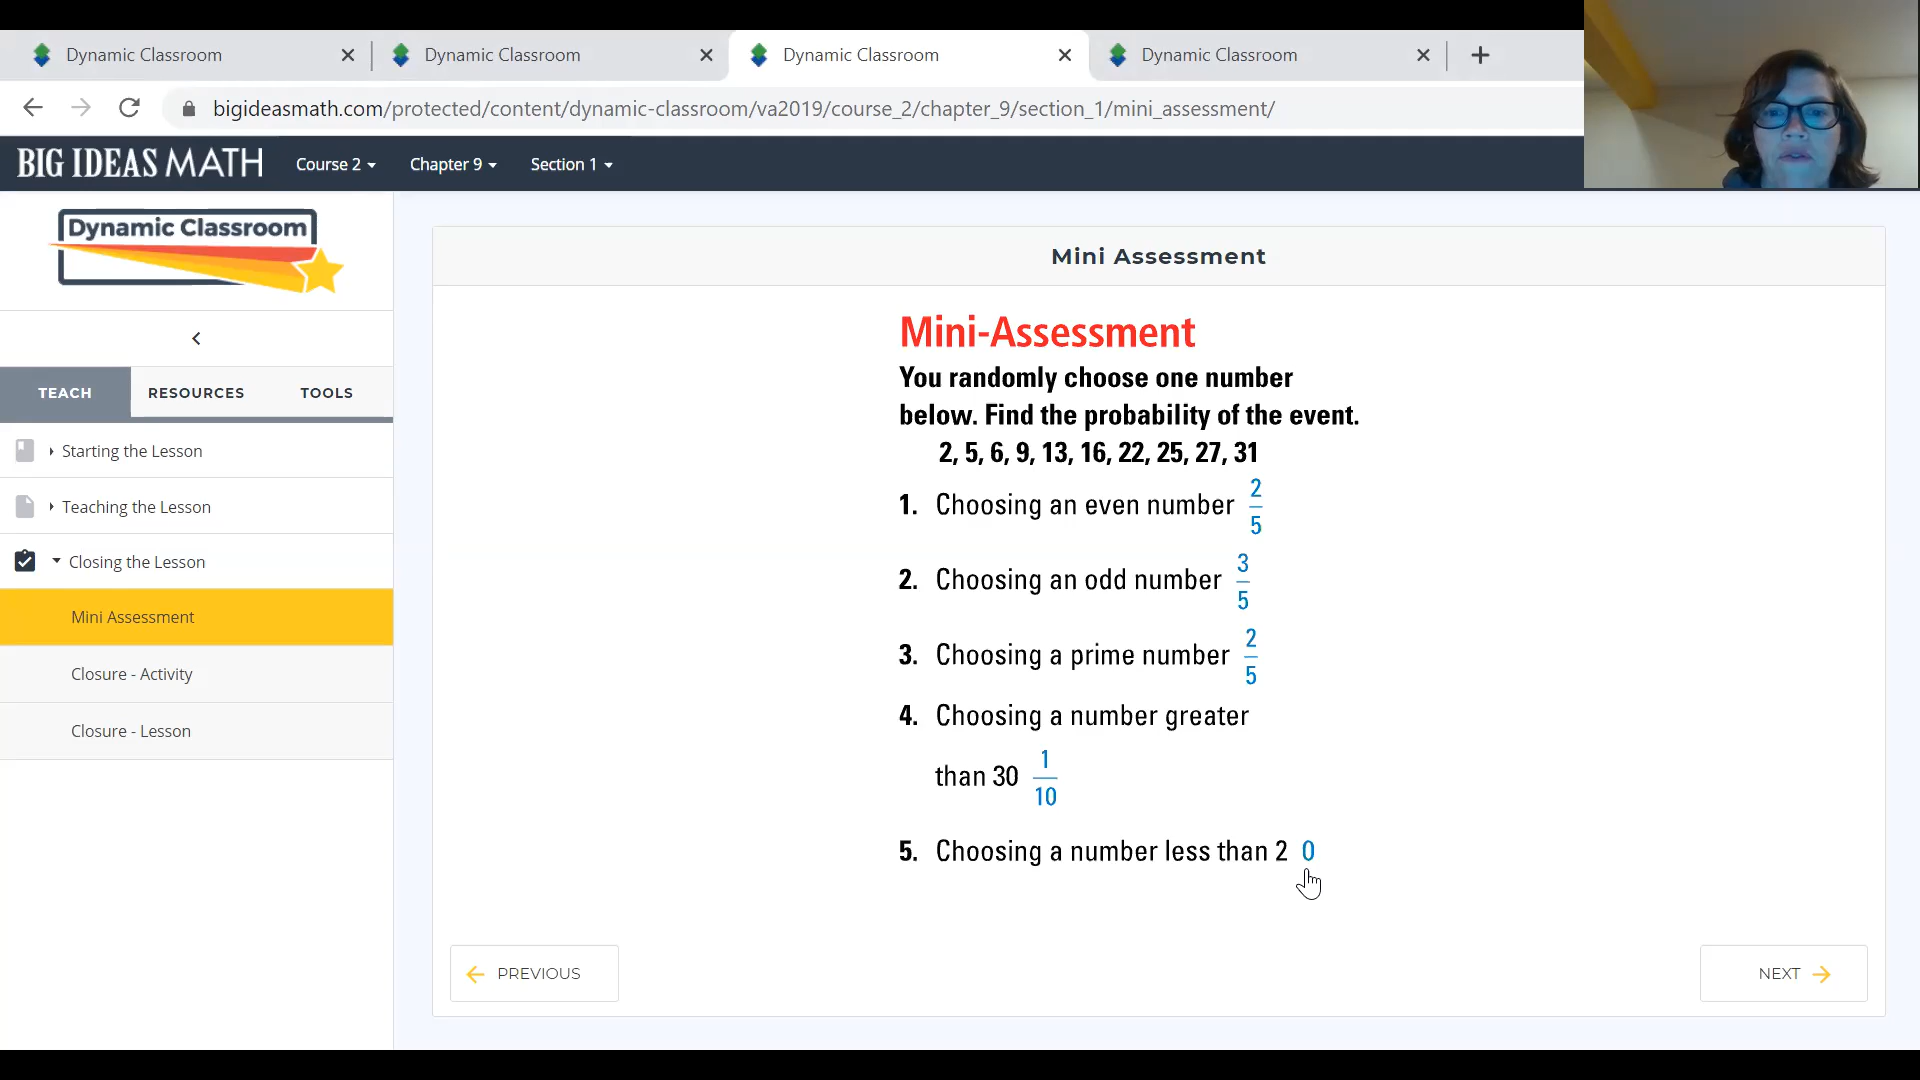 Dynamic Classroom
Dynamic Classroom
Dynamic Classroom
Dynamic Classroom
bigideasmath.com/protected/content/dynamic-classroom/va2019/course_2/chapter_9/section_1/mini_assessment/
BIG IDEAS MATH Course 2 Chapter 9 Section 1
Dynamic Classroom
TEACH RESOURCES TOOLS
Starting the Lesson
Teaching the Lesson
Closing the Lesson
Mini Assessment
Closure - Activity
Closure - Lesson
Mini Assessment
Mini-Assessment
You randomly choose one number
below. Find the probability of the event.
2, 5, 6, 9, 13, 16, 22, 25, 27, 31
1. Choosing an even number 2/5
2. Choosing an odd number 3/5
3. Choosing a prime number 2/5
4. Choosing a number greater
than 30 1/10
5. Choosing a number less than 2 0
PREVIOUS
NEXT